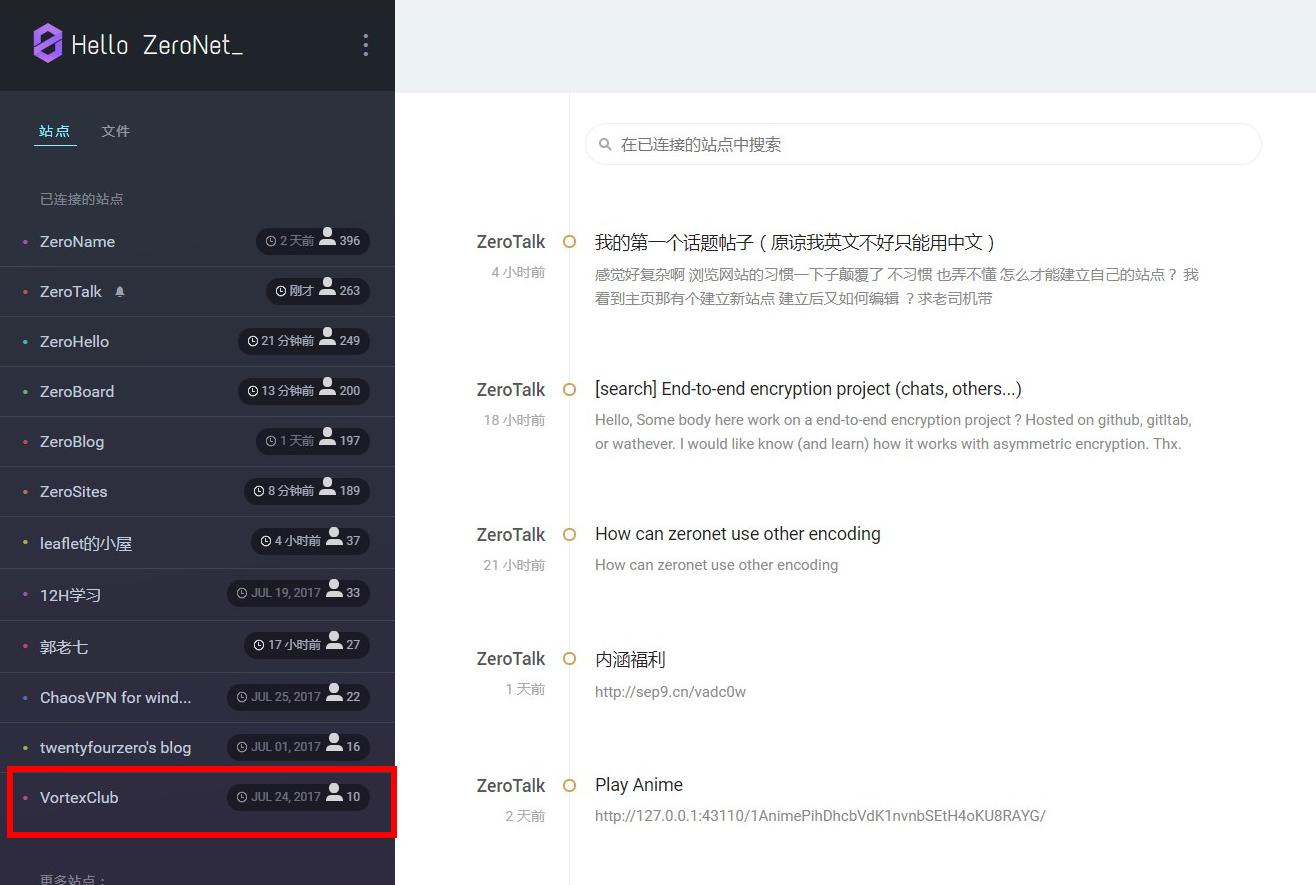 Hello ZeroNet_
站点 文件
已连接的站点
ZeroName 2 天前 396
ZeroTalk 刚才 263
ZeroHello 21 分钟前 249
ZeroBoard 13 分钟前 200
ZeroBlog 1 天前 197
ZeroSites 8 分钟前 189
leaflet的小屋 4 小时前 37
12H学习 JUL 19, 2017 33
郭老七 17 小时前 27
ChaosVPN for wind... JUL 25, 2017 22
twentyfourzero's blog JUL 01, 2017 16
VortexClub JUL 24, 2017 10
更多站点：
在已连接的站点中搜索
ZeroTalk 我的第一个话题帖子（原谅我英文不好只能用中文）
4 小时前 感觉好复杂啊 浏览网站的习惯一下子颠覆了 不习惯 也弄不懂 怎么才能建立自己的站点？ 我
看到主页那有个建立新站点 建立后又如何编辑 ？求老司机带
ZeroTalk [search] End-to-end encryption project (chats, others...)
18 小时前 Hello, Some body here work on a end-to-end encryption project ? Hosted on github, gitltab,
or wathever. I would like know (and learn) how it works with asymmetric encryption. Thx.
ZeroTalk How can zeronet use other encoding
21 小时前 How can zeronet use other encoding
ZeroTalk 内涵福利
1 天前 http://sep9.cn/vadc0w
ZeroTalk Play Anime
2 天前 http://127.0.0.1:43110/1AnimePihDhcbVdK1nvnbSEtH4oKU8RAYG/